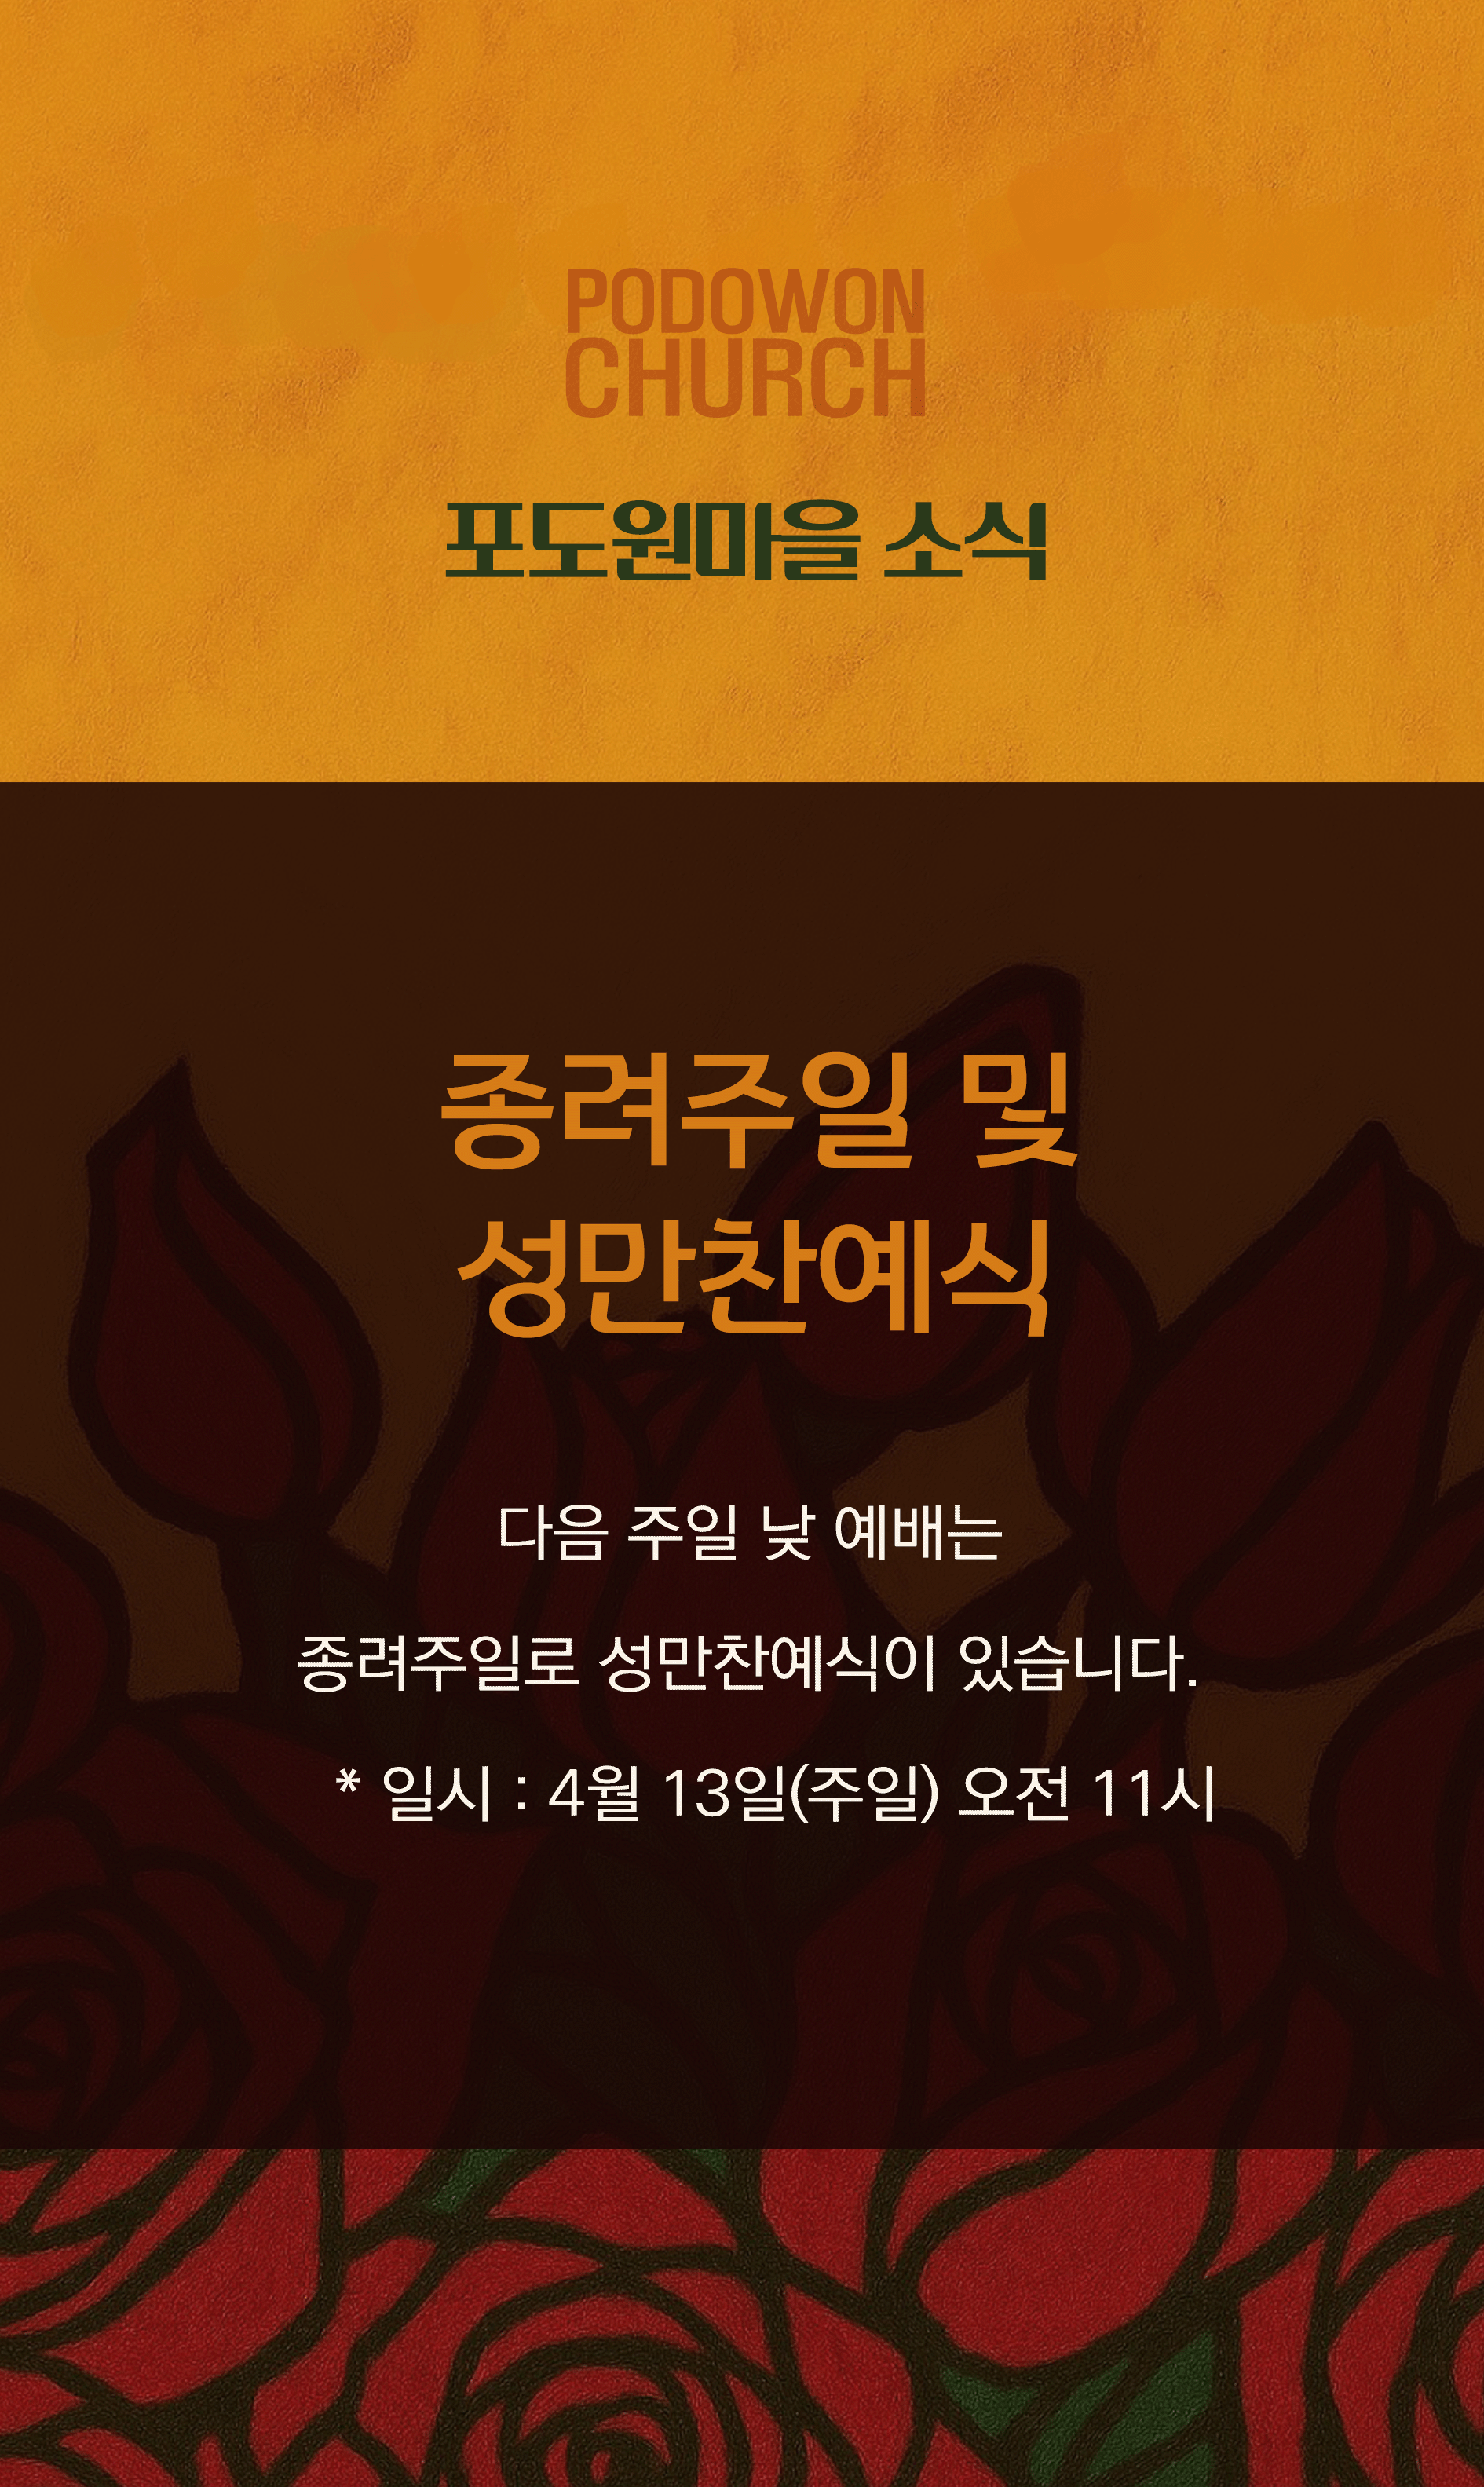 PODOWON
CHURCH
포도원마을 소식
종려주일 및
성만찬예식
다음 주일 낮 예배는
종려주일로 성만찬예식이 있습니다.
* 일시 : 4월 13일(주일) 오전 11시